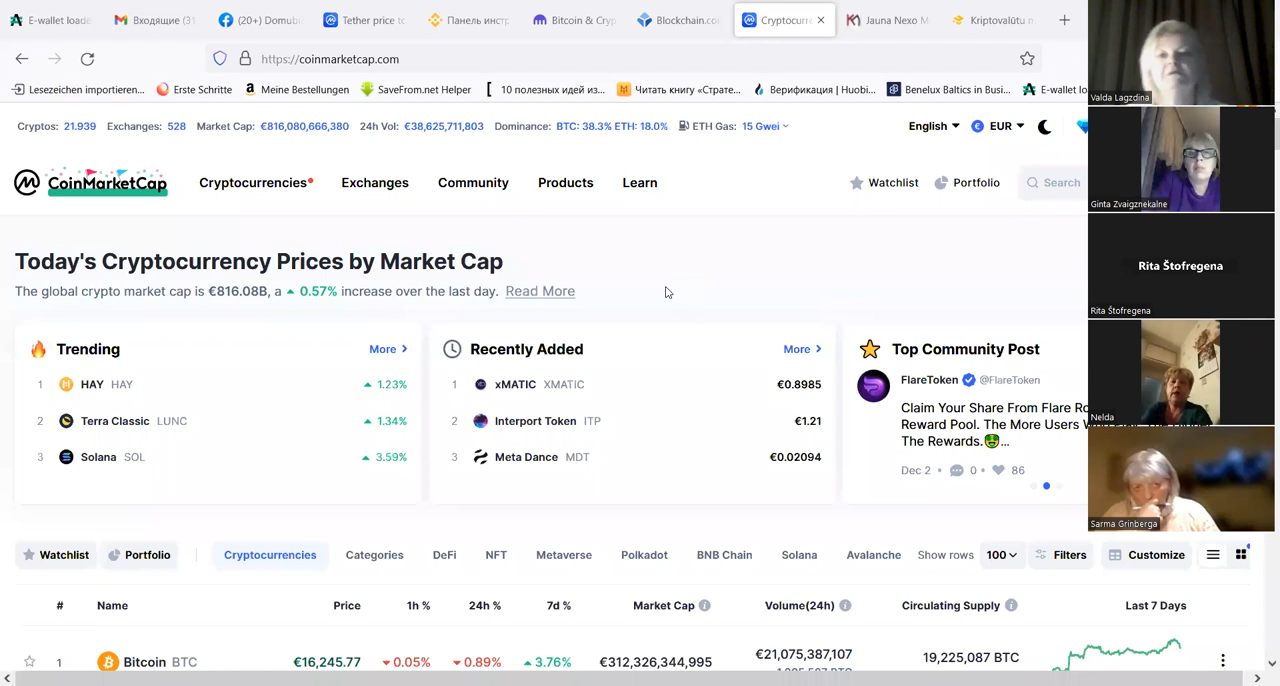 E-wallet loade
Входящие (31
(20+) Domub
Tether price to
Панель инстр
Bitcoin & Cryp
Blockchain.co
Cryptocurr
Jauna Nexo M
Kriptovalūtu n
https://coinmarketcap.com
Lesezeichen importieren...
Erste Schritte
Meine Bestellungen
SaveFrom.net Helper
10 полезных идей из...
Читать книгу «Страте...
Верификация | Huobi...
Benelux Baltics in Busi...
E-wallet lo
Cryptos: 21.939 Exchanges: 528 Market Cap: €816,080,666,380 24h Vol: €38,625,711,803 Dominance: BTC: 38.3% ETH: 18.0% ETH Gas: 15 Gwei
English EUR
CoinMarketCap
Cryptocurrencies Exchanges Community Products Learn
Watchlist Portfolio Search
Today's Cryptocurrency Prices by Market Cap
The global crypto market cap is €816.08B, a 0.57% increase over the last day. Read More
Trending More
1 HAY HAY 1.23%
2 Terra Classic LUNC 1.34%
3 Solana SOL 3.59%
Recently Added More
1 xMATIC XMATIC €0.8985
2 Interport Token ITP €1.21
3 Meta Dance MDT €0.02094
Top Community Post
FlareToken @FlareToken
Claim Your Share From Flare Ro
Reward Pool. The More Users
The Rewards.🤑...
Dec 2 • 0 • 86
Watchlist Portfolio Cryptocurrencies Categories DeFi NFT Metaverse Polkadot BNB Chain Solana Avalanche Show rows 100 Filters Customize
# Name Price 1h % 24h % 7d % Market Cap Volume(24h) Circulating Supply Last 7 Days
1 Bitcoin BTC €16,245.77 0.05% 0.89% 3.76% €312,326,344,995 €21,075,387,107 19,225,087 BTC
Valda Lagzdina
Ginta Zvaigznekalne
Rita Štofregena
Rita Štofregena
Nelda
Sarma Grinberga